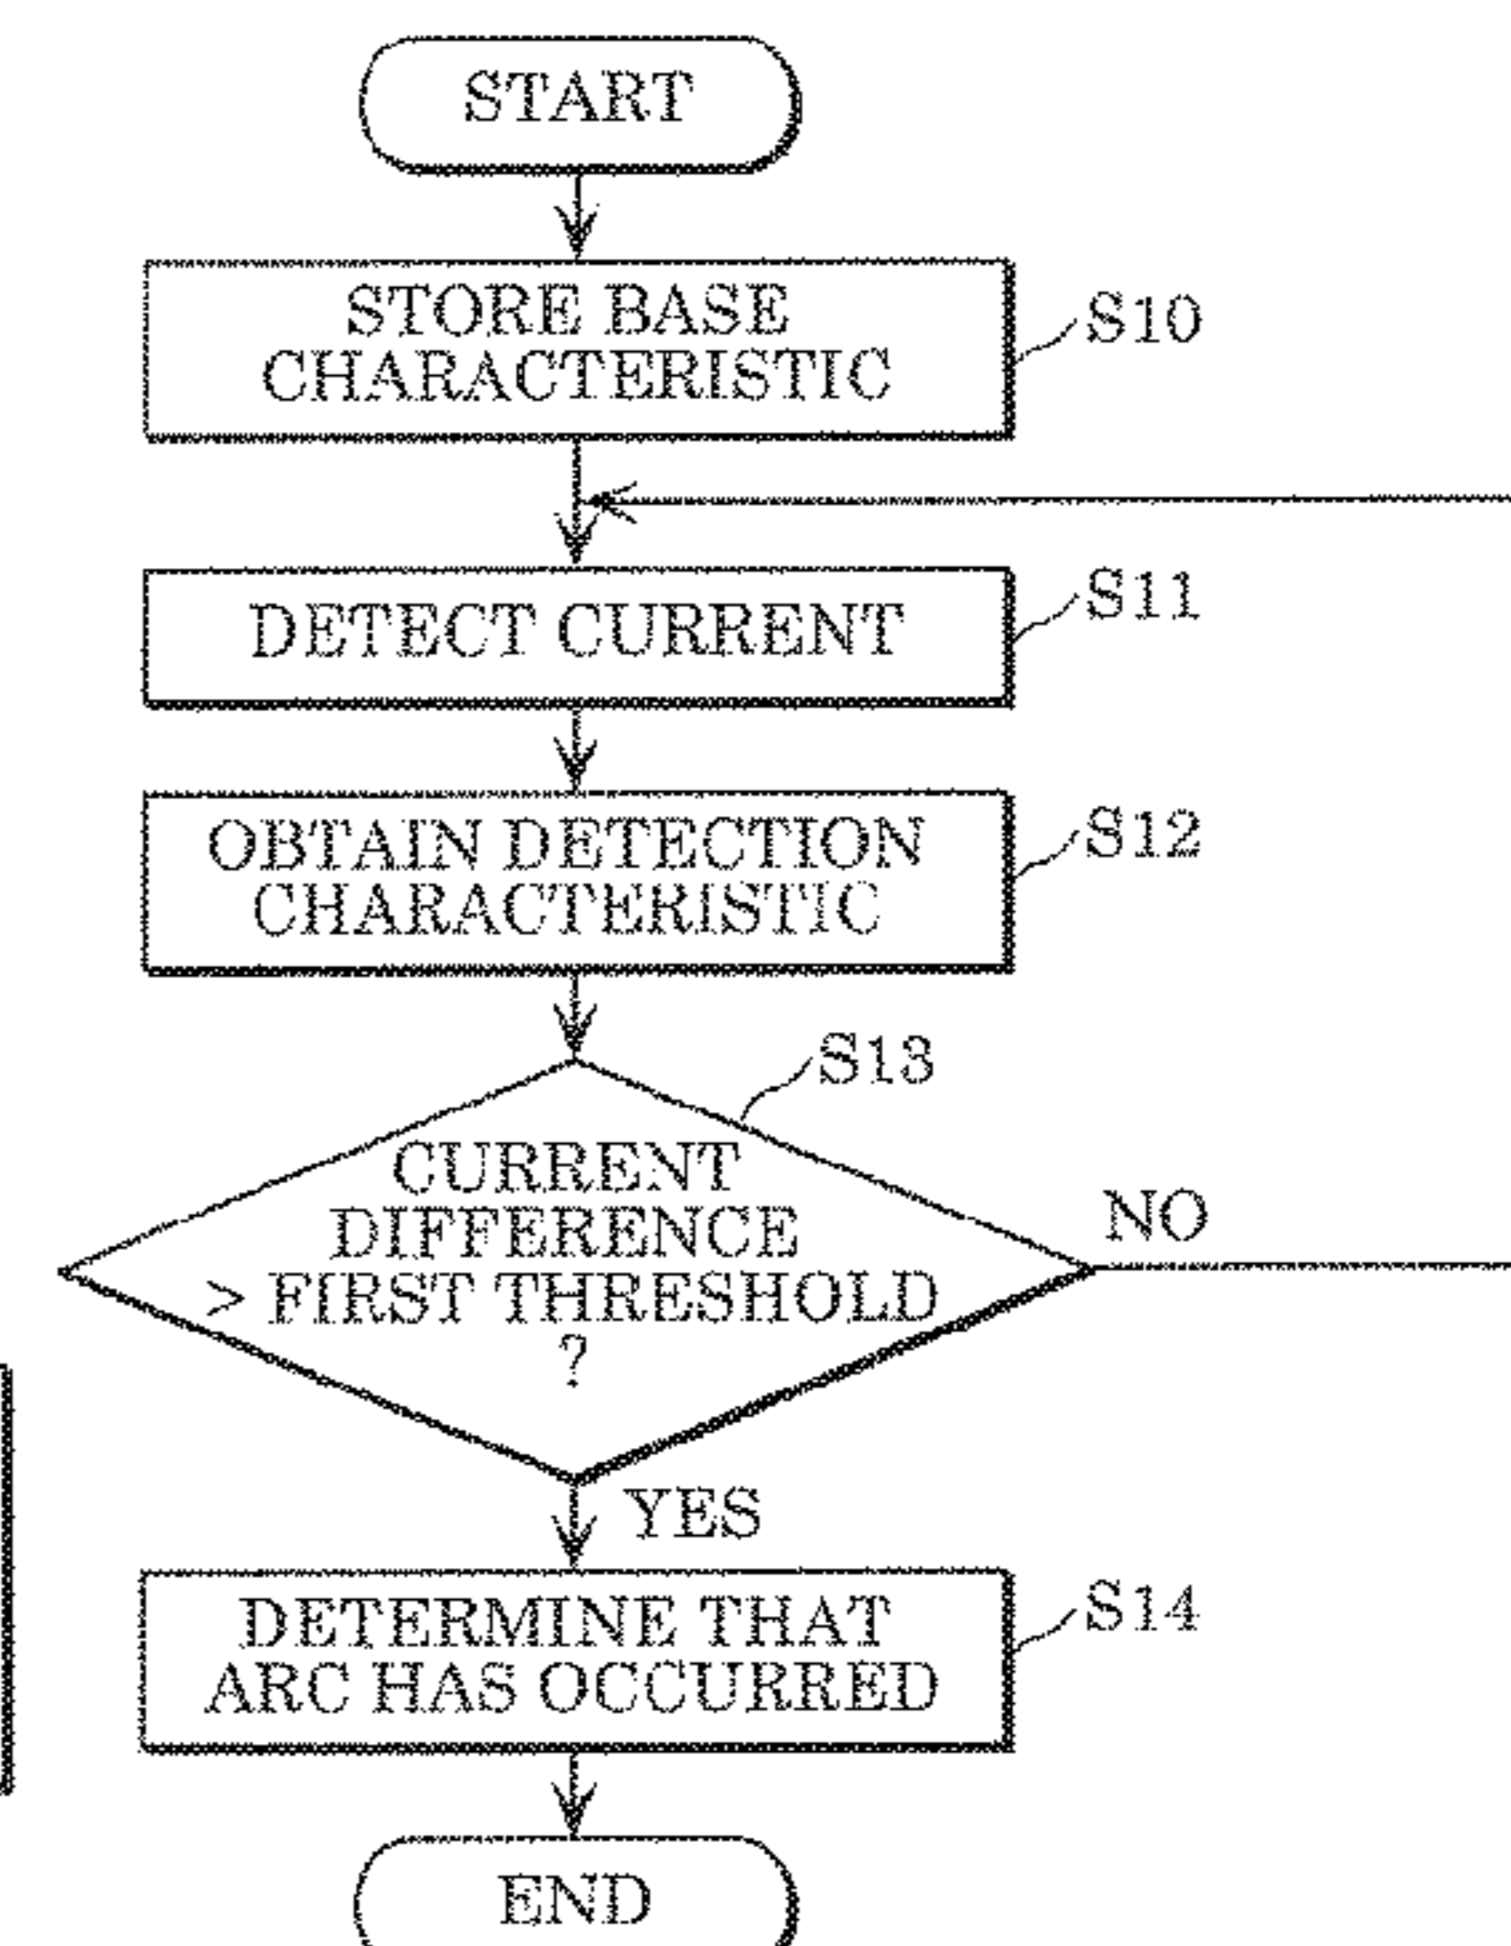 START
STORE BASE
CHARACTERISTIC
S10
DETECT CURRENT
S11
OBTAIN DETECTION
CHARACTERISTIC
S12
S13
CURRENT
DIFFERENCE
> FIRST THRESHOLD
?
NO
YES
DETERMINE THAT
ARC HAS OCCURRED
S14
END